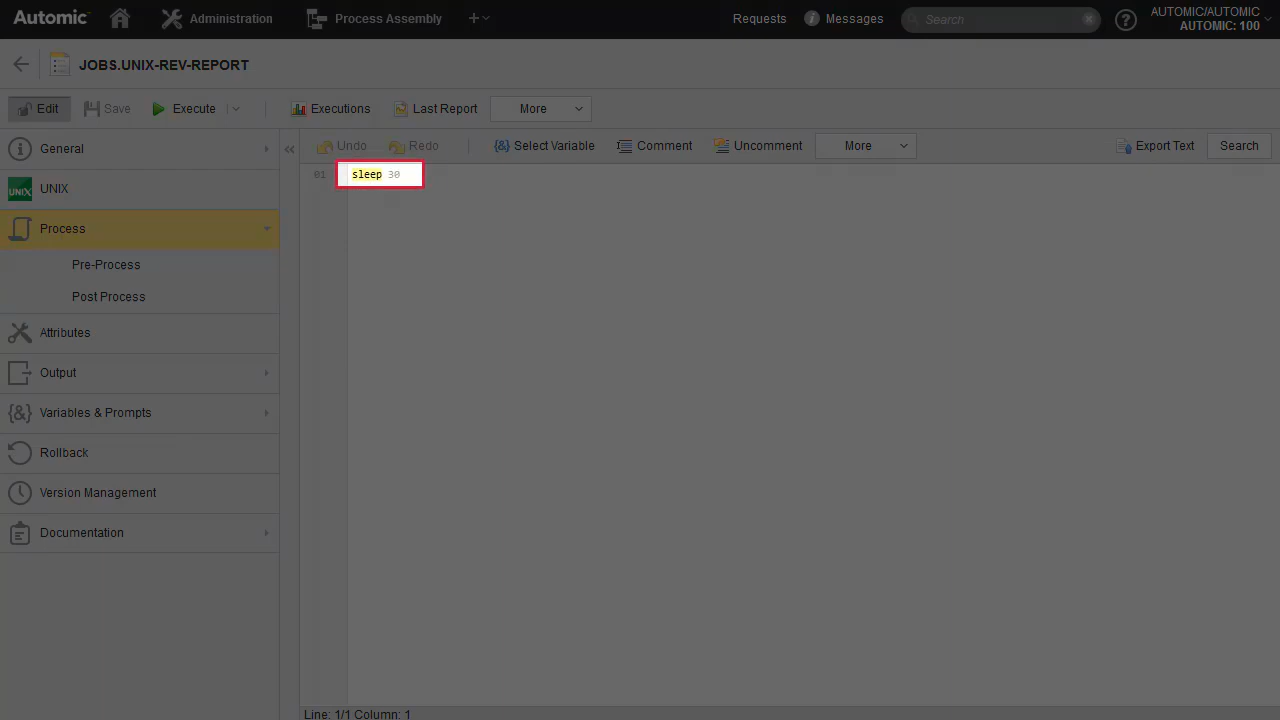 Automic Administration Process Assembly Requests Messages Search AUTOMIC/AUTOMIC
AUTOMIC: 100
JOBS.UNIX-REV-REPORT
Edit Save Execute Executions Last Report More
General
Undo Redo Select Variable Comment Uncomment More Export Text Search
01 sleep 30
UNIX
Process
Pre-Process
Post Process
Attributes
Output
Variables & Prompts
Rollback
Version Management
Documentation
Line: 1/1 Column: 1